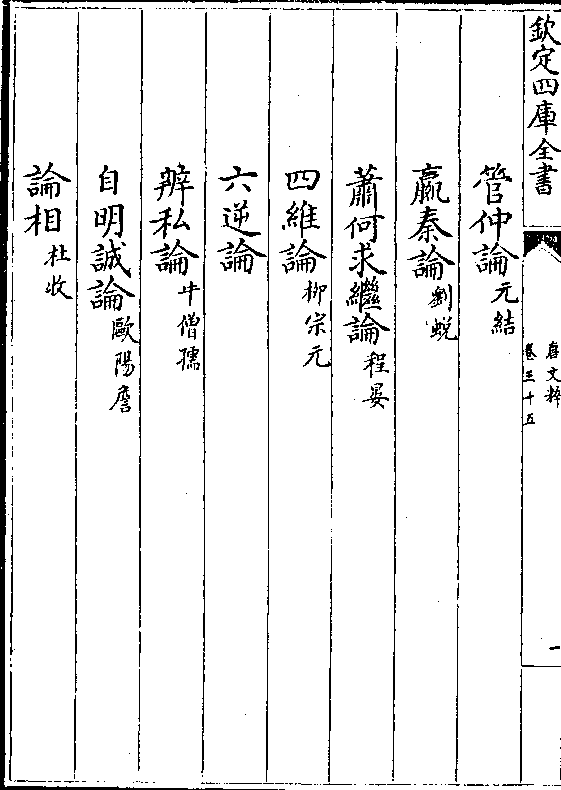 欽定四庫全書
唐文粹
卷三十五
一
管仲論元結
嬴秦論劉蛻
蕭何求繼論程晏
四維論柳宗元
六逆論
辨私論牛僧孺
自明誠論歐陽詹
論相杜牧